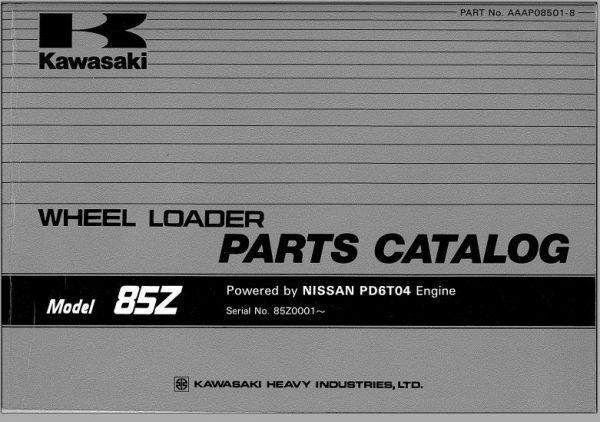 PART No. AAAP08501-8
Kawasaki
WHEEL LOADER
PARTS CATALOG
Model 85Z
Powered by NISSAN PD6T04 Engine
Serial No. 85Z0001~
KAWASAKI HEAVY INDUSTRIES, LTD.